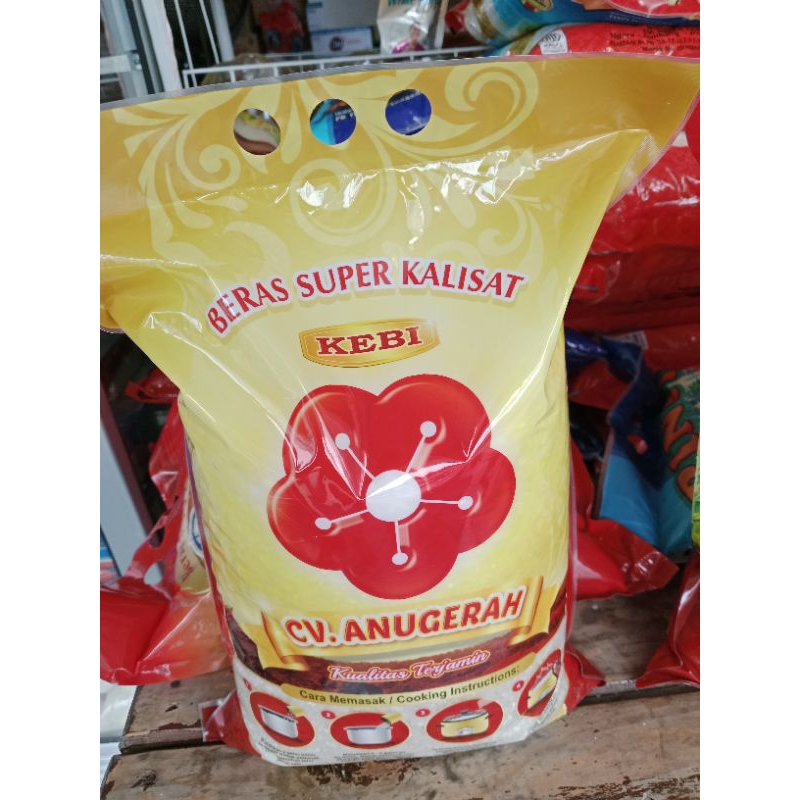 BERAS SUPER KALISAT
KEBI
CV. ANUGERAH
Kualitas Terjamin
Cara Memasak / Cooking Instructions: